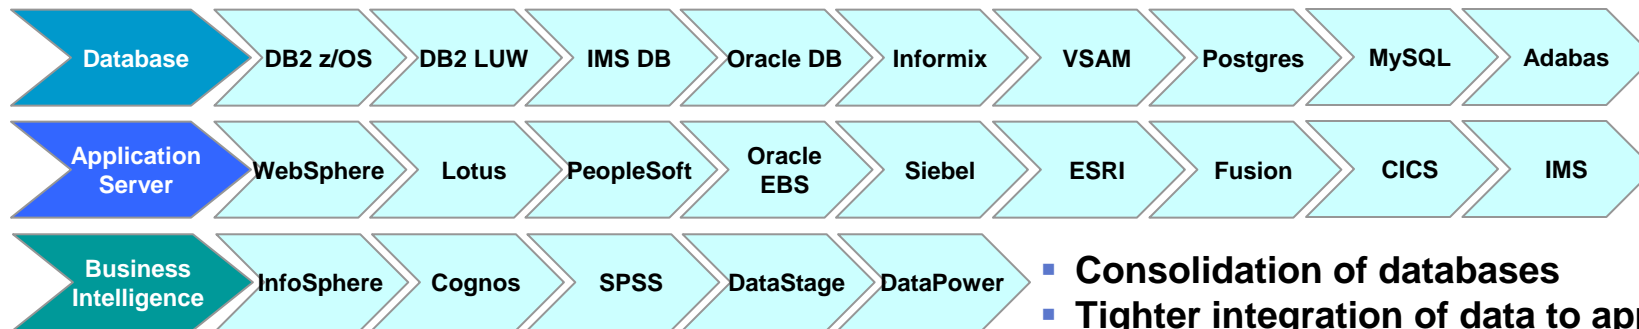 Database DB2 z/OS DB2 LUW IMS DB Oracle DB Informix VSAM Postgres MySQL Adabas
Application
Server
WebSphere Lotus PeopleSoft
Oracle
EBS
Siebel ESRI Fusion CICS IMS
Business
Intelligence
InfoSphere Cognos SPSS DataStage DataPower
▪ Consolidation of databases
▪ Tighter integration of data to